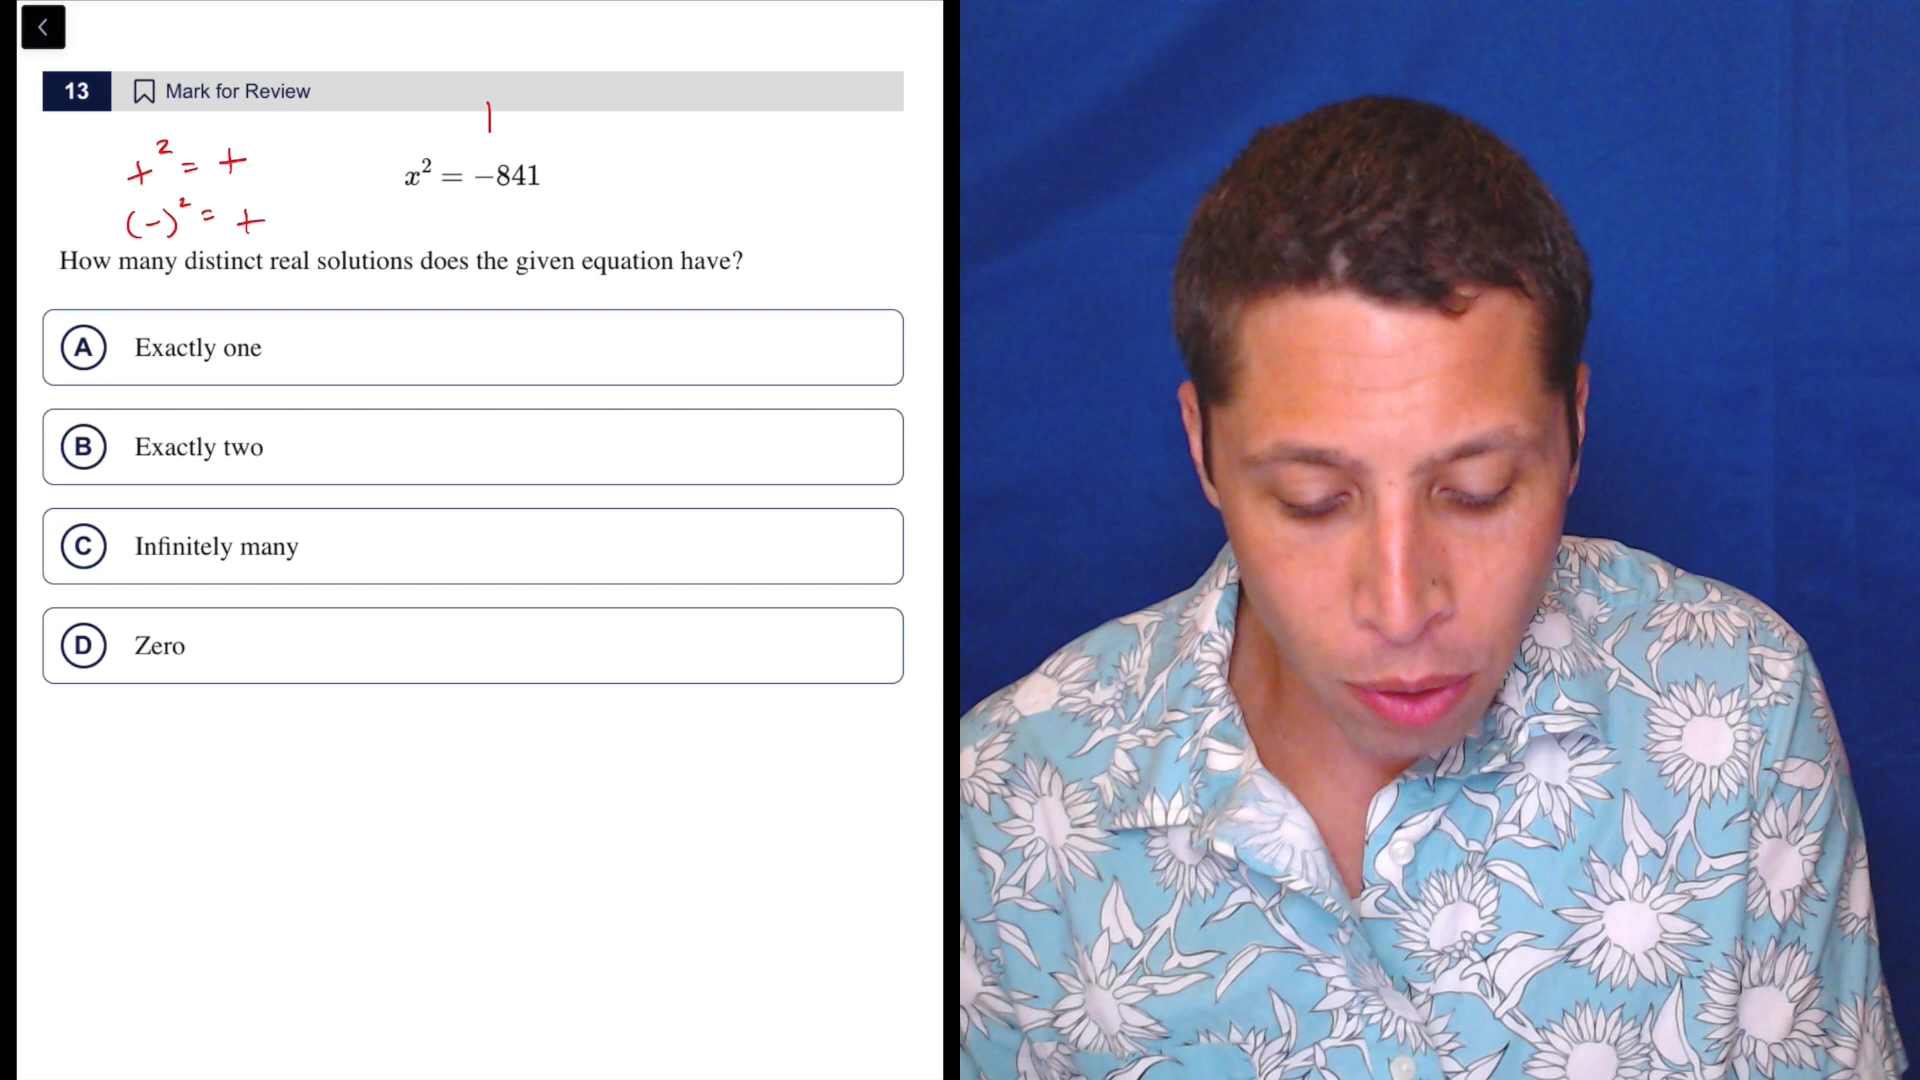 13 Mark for Review
+² = +
x² = −841
(-)² = +
How many distinct real solutions does the given equation have?
A Exactly one
B Exactly two
C Infinitely many
D Zero